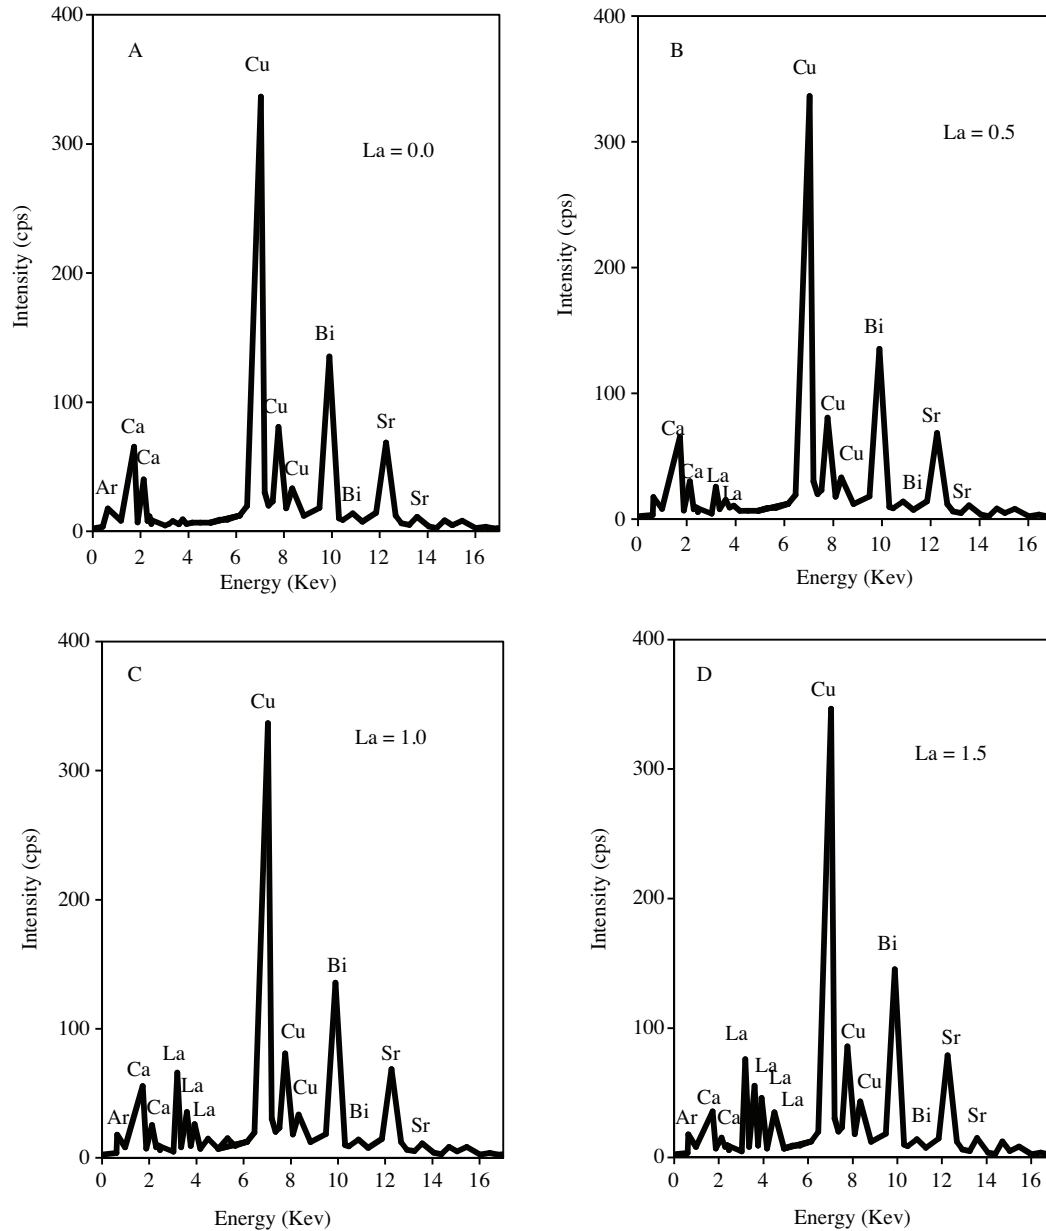 A
La = 0.0
400
300
200
100
0
Intensity (cps)
Cu
Cu
Cu
Bi
Bi
Sr
Sr
Ar
Ca
Ca
0 2 4 6 8 10 12 14 16
Energy (Kev)
B
La = 0.5
400
300
200
100
0
Intensity (cps)
Cu
Cu
Cu
Bi
Bi
Sr
Sr
Ca
Ca
La
La
0 2 4 6 8 10 12 14 16
Energy (Kev)
C
La = 1.0
400
300
200
100
0
Intensity (cps)
Cu
Cu
Cu
Bi
Bi
Sr
Sr
Ar
Ca
Ca
La
La
La
0 2 4 6 8 10 12 14 16
Energy (Kev)
D
La = 1.5
400
300
200
100
0
Intensity (cps)
Cu
Cu
Cu
Bi
Bi
Sr
Sr
Ar
Ca
Ca
La
La
La
La
0 2 4 6 8 10 12 14 16
Energy (Kev)